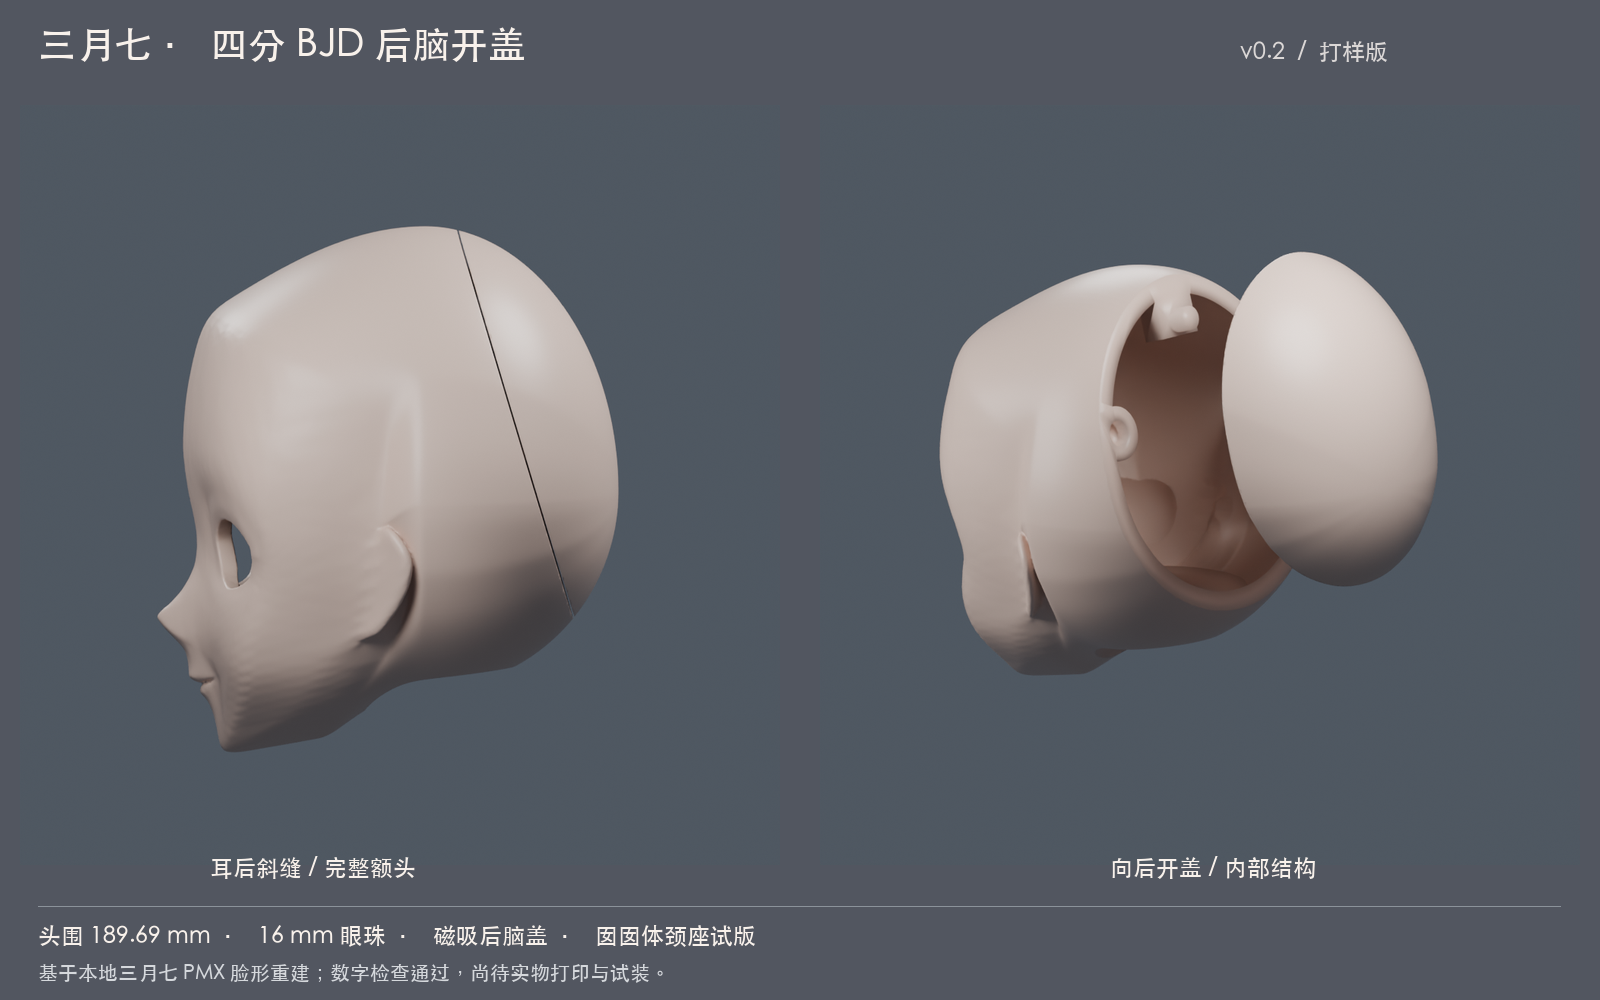 三月七 · 四分 BJD 后脑开盖
v0.2 / 打样版
耳后斜缝 / 完整额头
向后开盖 / 内部结构
头围 189.69 mm · 16 mm 眼珠 · 磁吸后脑盖 · 囡囡体颈座试版
基于本地三月七 PMX 脸形重建；数字检查通过，尚待实物打印与试装。